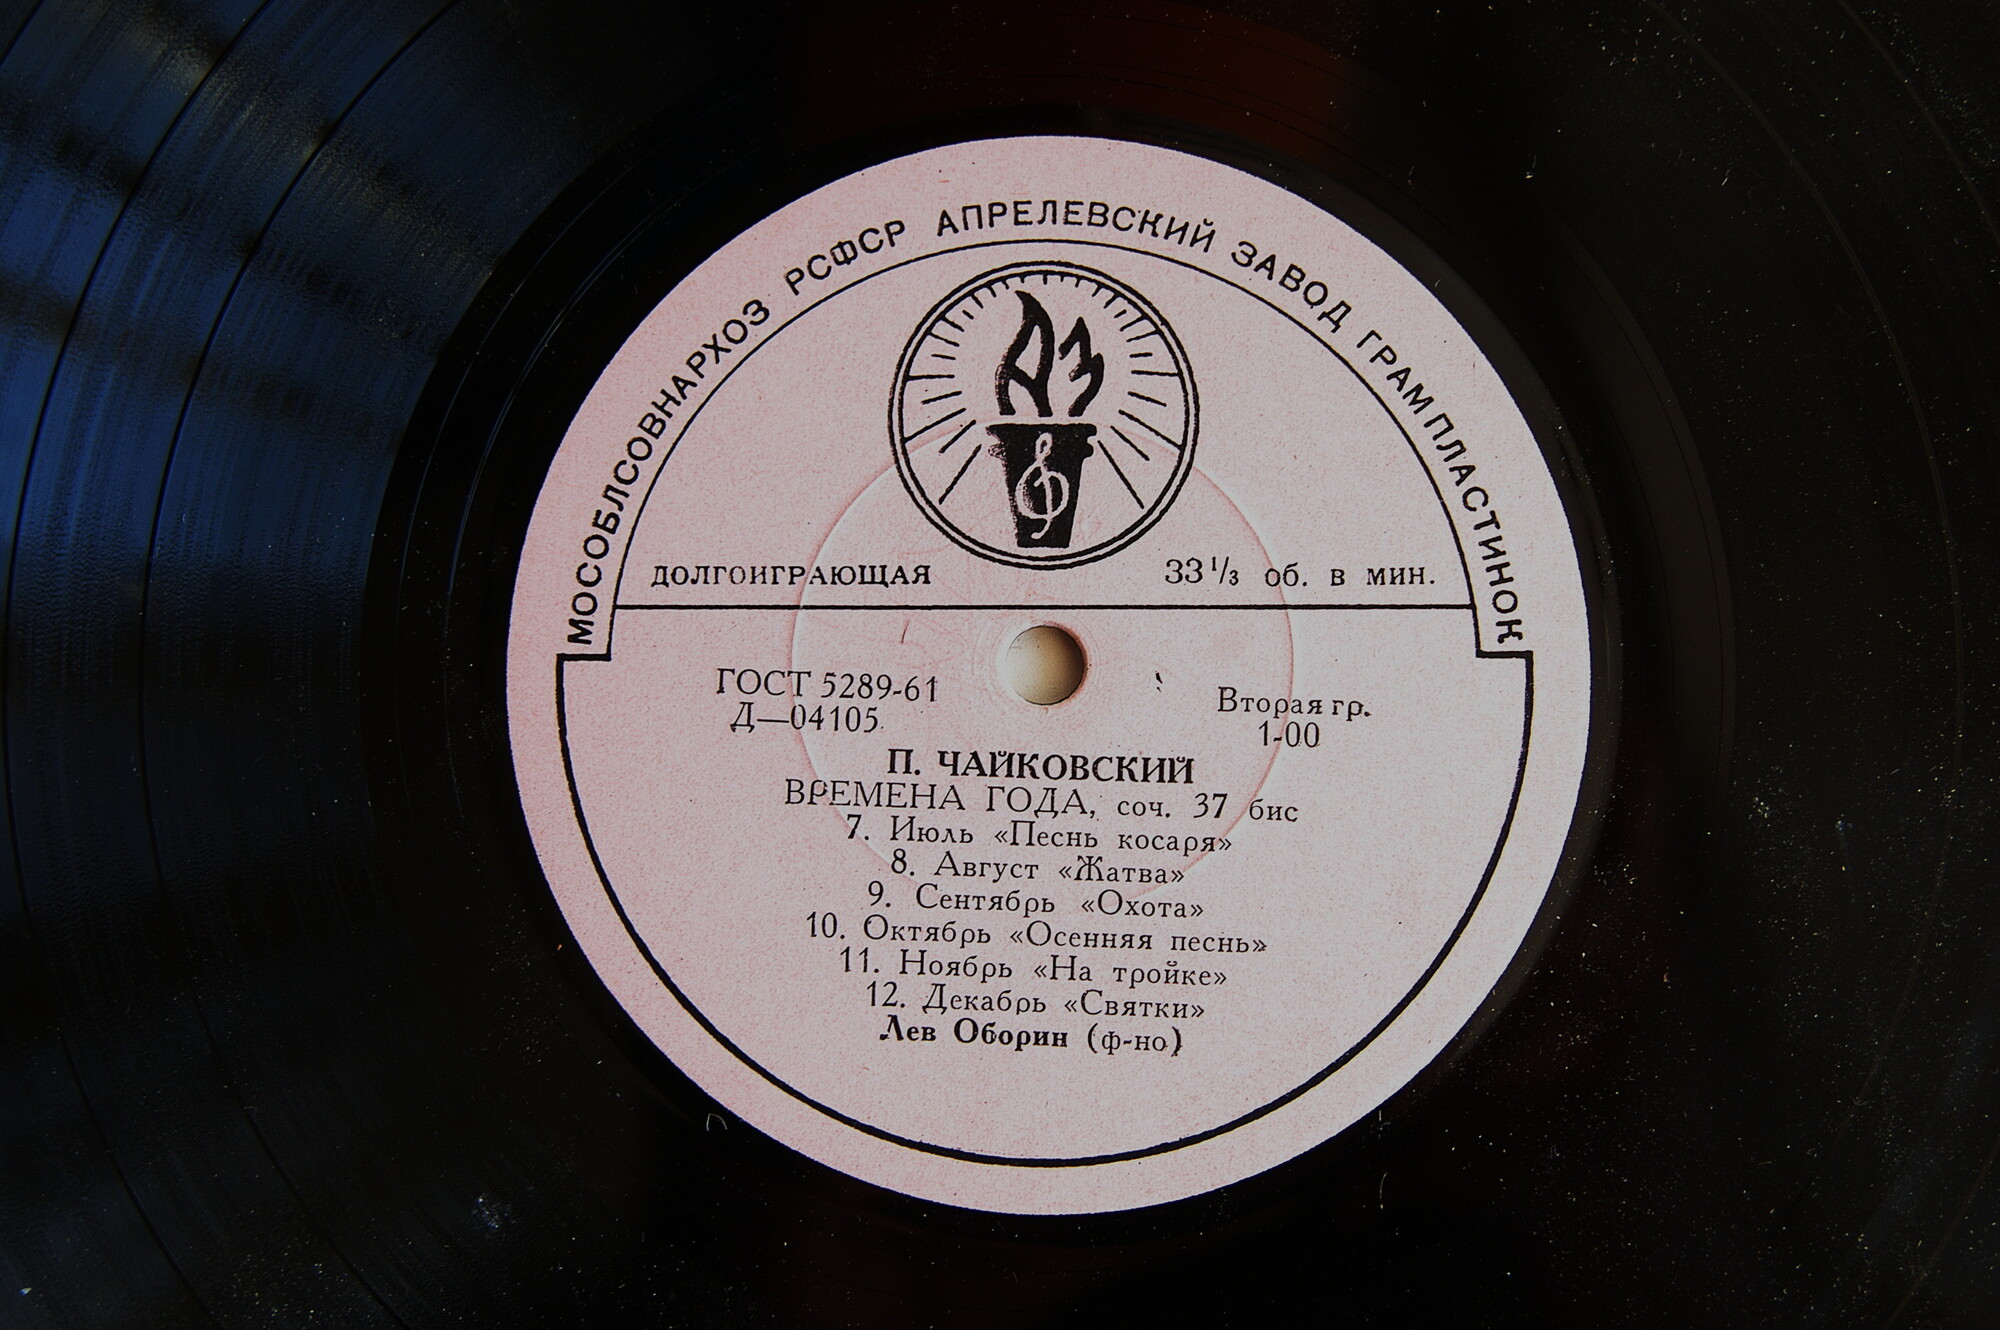 МОСОБЛСОВНАРХОЗ РСФСР АПРЕЛЕВСКИЙ ЗАВОД ГРАМПЛАСТИНОК
АЗ
ДОЛГОИГРАЮЩАЯ 33 1/3 об. в мин.
ГОСТ 5289-61
Д—04105
Вторая гр.
1-00
П. ЧАЙКОВСКИЙ
ВРЕМЕНА ГОДА, соч. 37 бис
7. Июль «Песнь косаря»
8. Август «Жатва»
9. Сентябрь «Охота»
10. Октябрь «Осенняя песнь»
11. Ноябрь «На тройке»
12. Декабрь «Святки»
Лев Оборин (ф-но)